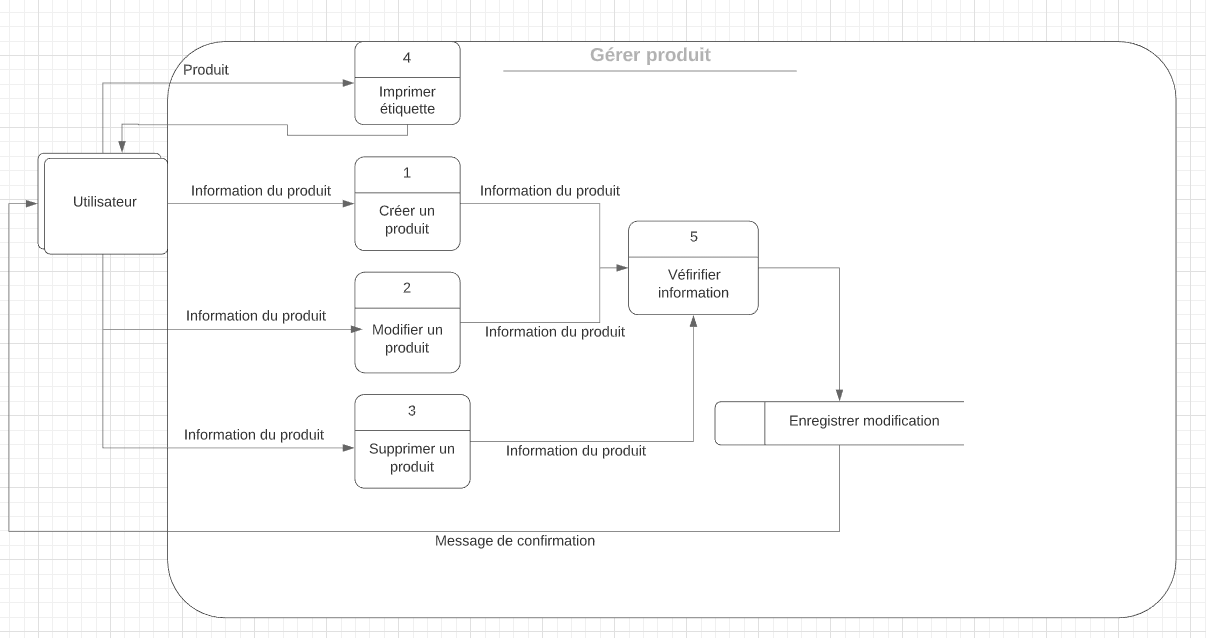 Gérer produit
4
Produit
Imprimer
étiquette
1
Utilisateur
Information du produit
Information du produit
Créer un
produit
5
Véfirifier
information
2
Information du produit
Modifier un
produit
Information du produit
3
Enregistrer modification
Information du produit
Supprimer un
produit
Information du produit
Message de confirmation